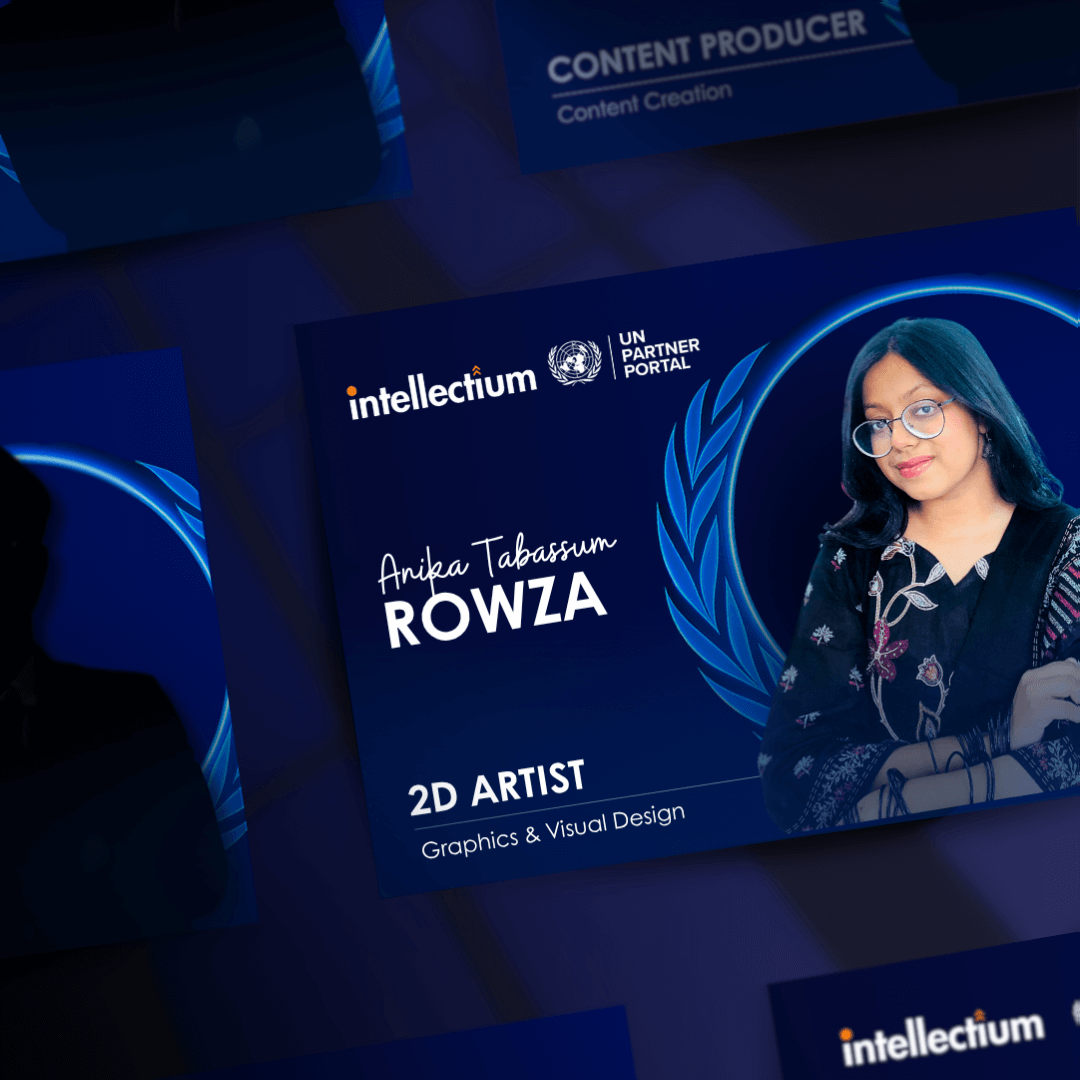 CONTENT PRODUCER
Content Creation
intellectium
UN
PARTNER
PORTAL
Anika Tabassum
ROWZA
2D ARTIST
Graphics & Visual Design
intellectium